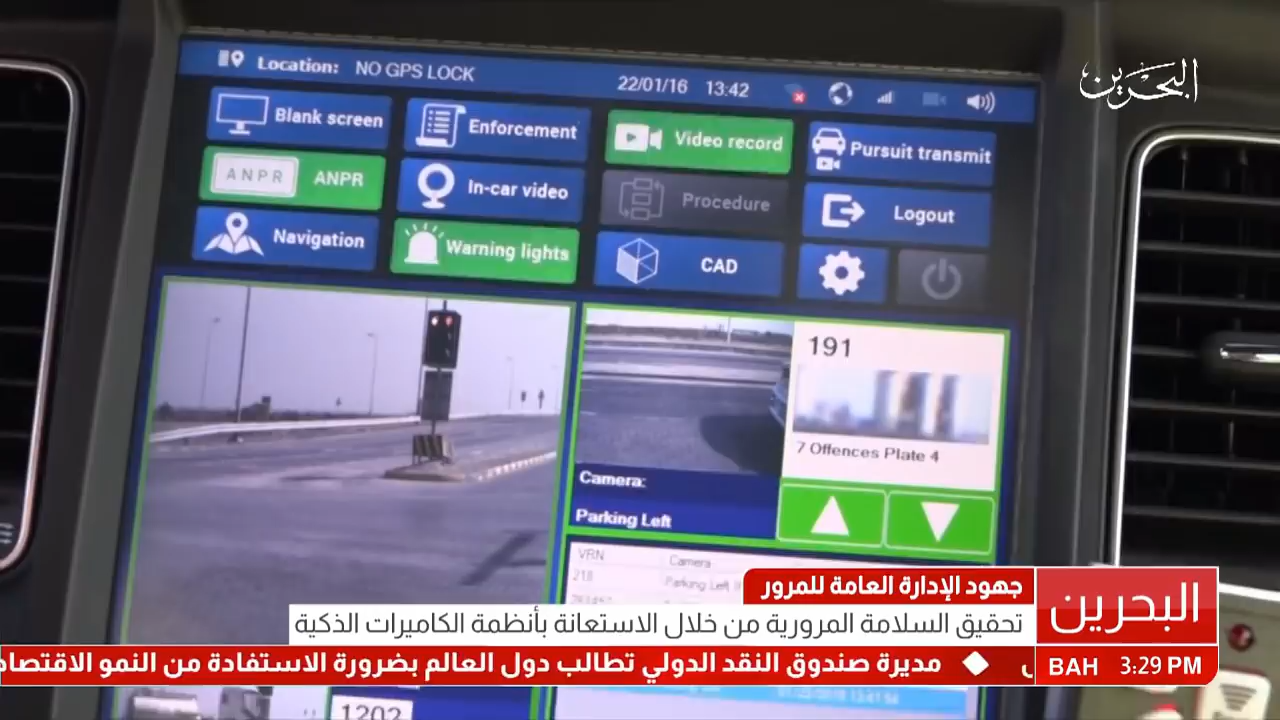 البحرين
Location: NO GPS LOCK 22/01/16 13:42
Blank screen Enforcement Video record Pursuit transmit
ANPR ANPR In-car video Procedure Logout
Navigation Warning lights CAD
191
7 Offences Plate 4
Camera:
Parking Left
VRN Camera
218 Parking Left
جهود الإدارة العامة للمرور
تحقيق السلامة المرورية من خلال الاستعانة بأنظمة الكاميرات الذكية
البحرين
مديرة صندوق النقد الدولي تطالب دول العالم بضرورة الاستفادة من النمو الاقتصاد
BAH 3:29 PM
1202